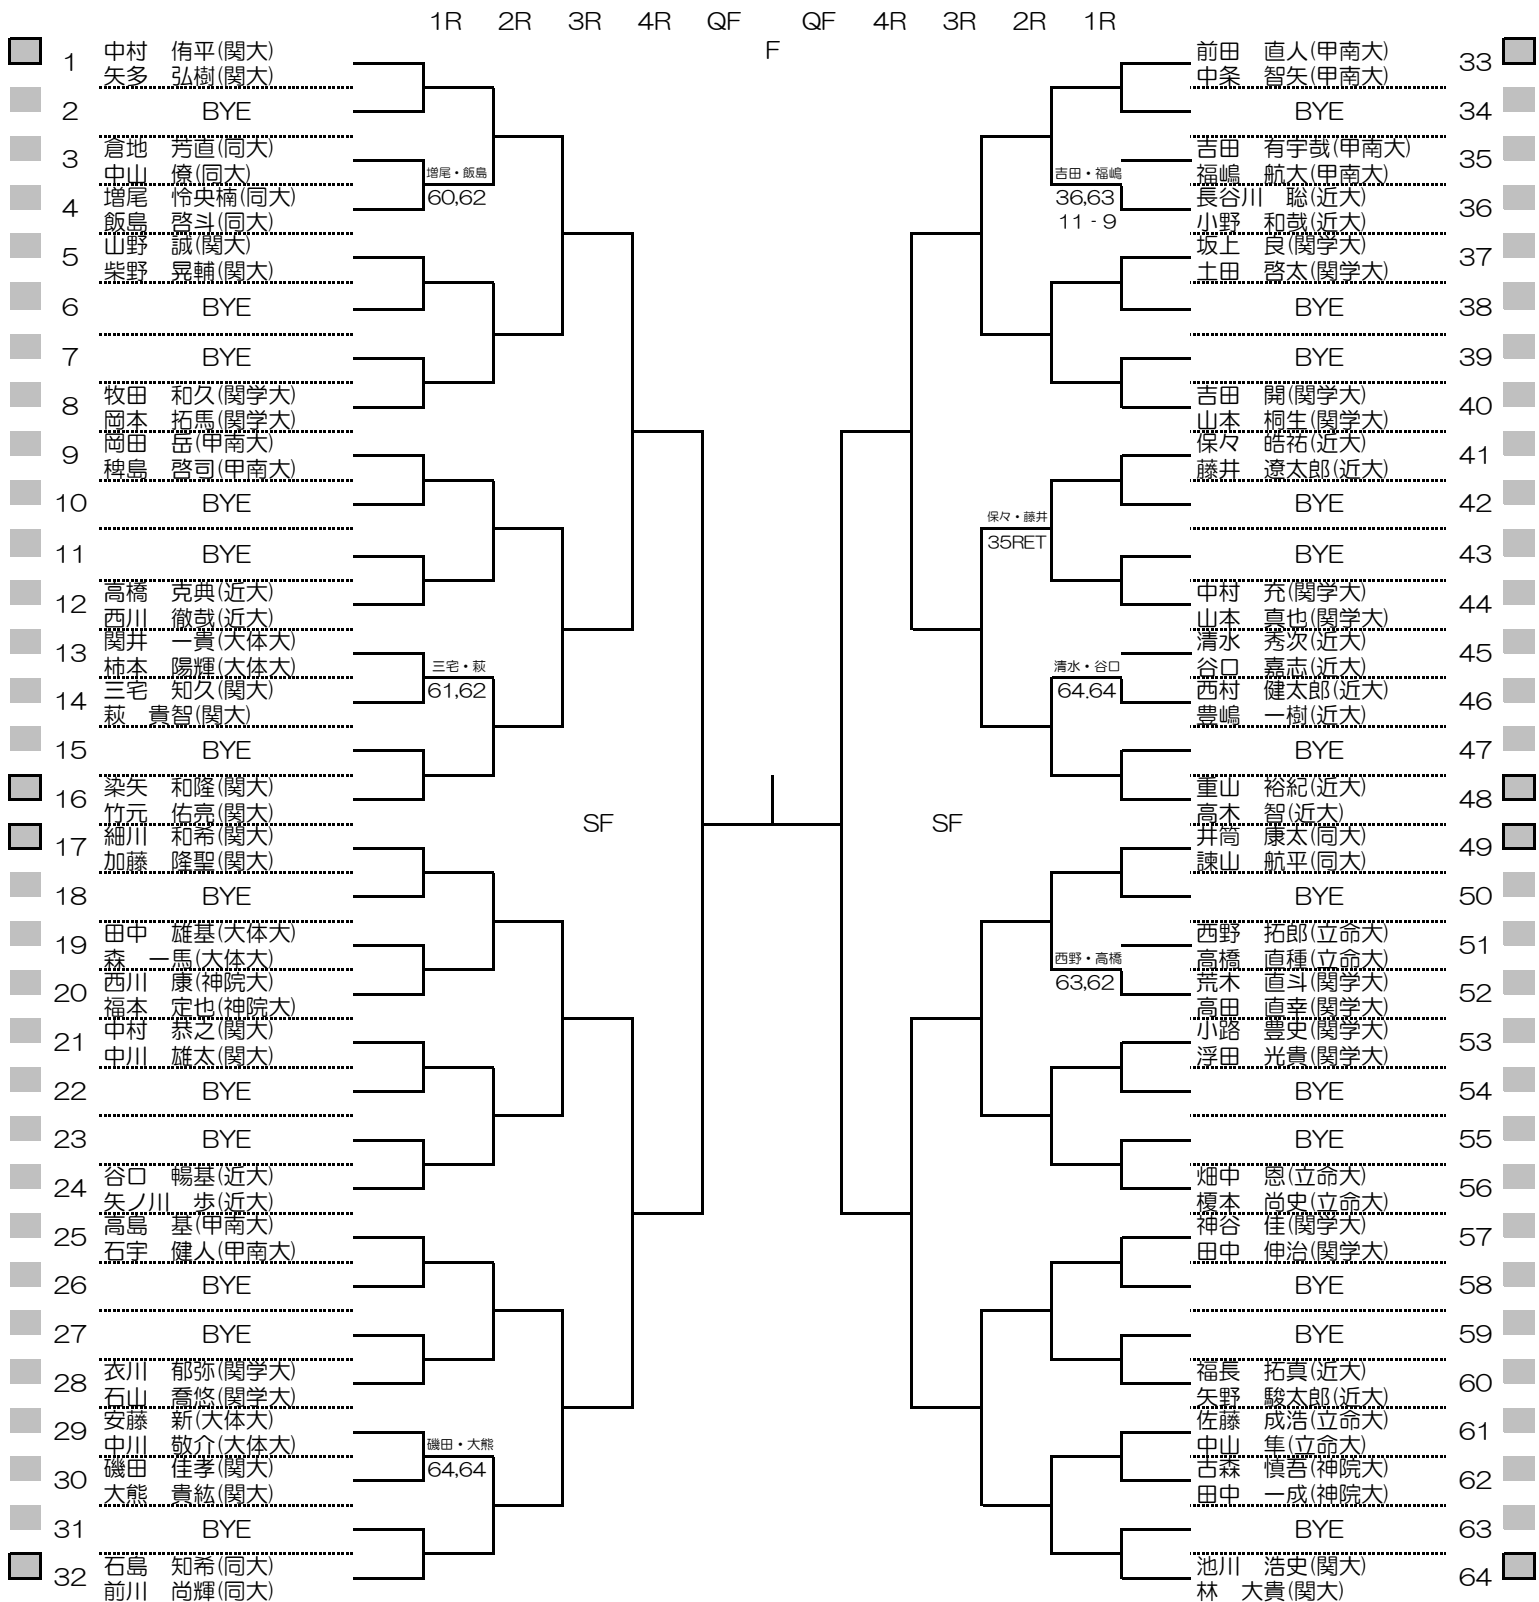 1R 2R 3R 4R QF QF 4R 3R 2R 1R
F
1 中村 侑平(関大)
矢多 弘樹(関大)
2 BYE
3 倉地 芳直(同大)
中山 僚(同大)
増尾・飯島
60,62
4 増尾 怜央楠(同大)
飯島 啓斗(同大)
5 山野 誠(関大)
柴野 晃輔(関大)
6 BYE
7 BYE
8 牧田 和久(関学大)
岡本 拓馬(関学大)
9 岡田 岳(甲南大)
稗島 啓司(甲南大)
10 BYE
11 BYE
12 高橋 克典(近大)
西川 徹哉(近大)
13 関井 一貴(大体大)
柿本 陽輝(大体大)
三宅・萩
61,62
14 三宅 知久(関大)
萩 貴智(関大)
15 BYE
16 染矢 和隆(関大)
竹元 佑亮(関大)
SF
17 細川 和希(関大)
加藤 隆聖(関大)
18 BYE
19 田中 雄基(大体大)
森 一馬(大体大)
20 西川 康(神院大)
福本 定也(神院大)
21 中村 恭之(関大)
中川 雄太(関大)
22 BYE
23 BYE
24 谷口 暢基(近大)
矢ノ川 歩(近大)
25 高島 基(甲南大)
石宇 健人(甲南大)
26 BYE
27 BYE
28 衣川 郁弥(関学大)
石山 喬悠(関学大)
29 安藤 新(大体大)
中川 敬介(大体大)
磯田・大熊
64,64
30 磯田 佳孝(関大)
大熊 貴紘(関大)
31 BYE
32 石島 知希(同大)
前川 尚輝(同大)
前田 直人(甲南大) 33
中条 智矢(甲南大)
BYE 34
吉田 有宇哉(甲南大) 35
福嶋 航大(甲南大)
吉田・福嶋
36,63
11 - 9
長谷川 聡(近大) 36
小野 和哉(近大)
坂上 良(関学大) 37
土田 啓太(関学大)
BYE 38
BYE 39
吉田 開(関学大) 40
山本 桐生(関学大)
保々 皓祐(近大) 41
藤井 遼太郎(近大)
BYE 42
保々・藤井
35RET
BYE 43
中村 充(関学大) 44
山本 真也(関学大)
清水 秀次(近大) 45
谷口 嘉志(近大)
清水・谷口
64.64
西村 健太郎(近大) 46
豊嶋 一樹(近大)
BYE 47
重山 裕紀(近大) 48
高木 智(近大)
SF
井筒 康太(同大) 49
諫山 航平(同大)
BYE 50
西野 拓郎(立命大) 51
高橋 直種(立命大)
西野・高橋
63,62
荒木 直斗(関学大) 52
高田 直幸(関学大)
小路 豊史(関学大) 53
浮田 光貴(関学大)
BYE 54
BYE 55
畑中 恩(立命大) 56
榎本 尚史(立命大)
神谷 佳(関学大) 57
田中 伸治(関学大)
BYE 58
BYE 59
福長 拓真(近大) 60
矢野 駿太郎(近大)
佐藤 成浩(立命大) 61
中山 隼(立命大)
古森 慎吾(神院大) 62
田中 一成(神院大)
BYE 63
池川 浩史(関大) 64
林 大貴(関大)